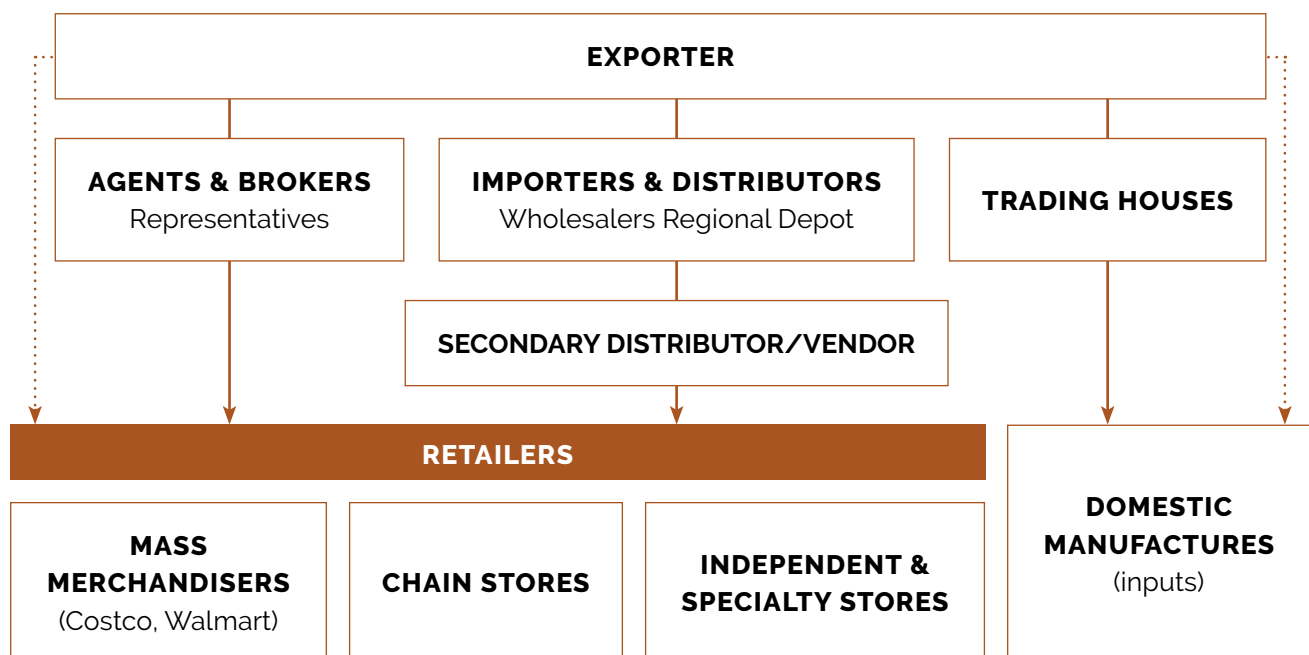 EXPORTER
AGENTS & BROKERS
Representatives
IMPORTERS & DISTRIBUTORS
Wholesalers Regional Depot
TRADING HOUSES
SECONDARY DISTRIBUTOR/VENDOR
RETAILERS
MASS
MERCHANDISERS
(Costco, Walmart)
CHAIN STORES
INDEPENDENT &
SPECIALTY STORES
DOMESTIC
MANUFACTURES
(inputs)